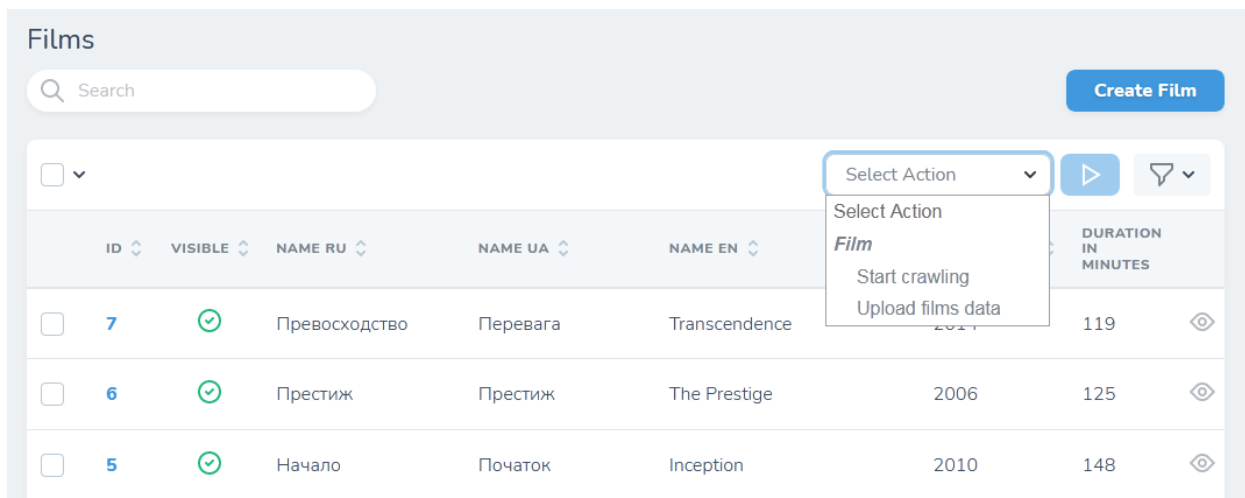 Films
Search
Create Film
Select Action
Select Action
Film
Start crawling
Upload films data
ID VISIBLE NAME RU NAME UA NAME EN DURATION IN MINUTES
7 Превосходство Перевага Transcendence 119
6 Престиж Престиж The Prestige 2006 125
5 Начало Початок Inception 2010 148